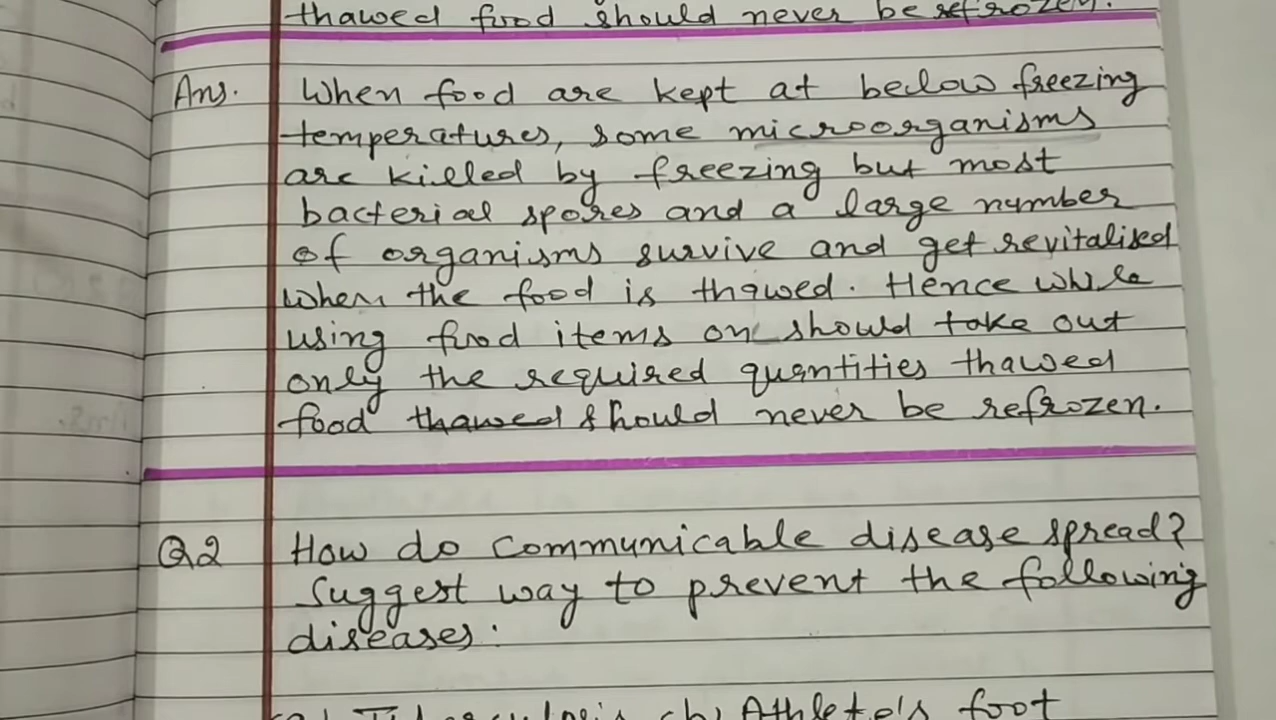 thawed food should never be refrozen.
Ans. When food are kept at below freezing
temperatures, some microorganisms
are killed by freezing but most
bacterial spores and a large number
of organisms survive and get revitalised
when the food is thawed. Hence while
using food items on should take out
only the required quantities thawed
food thawed should never be refrozen.
Q2 How do communicable disease spread?
Suggest way to prevent the following
diseases:
(b) Athlete's foot